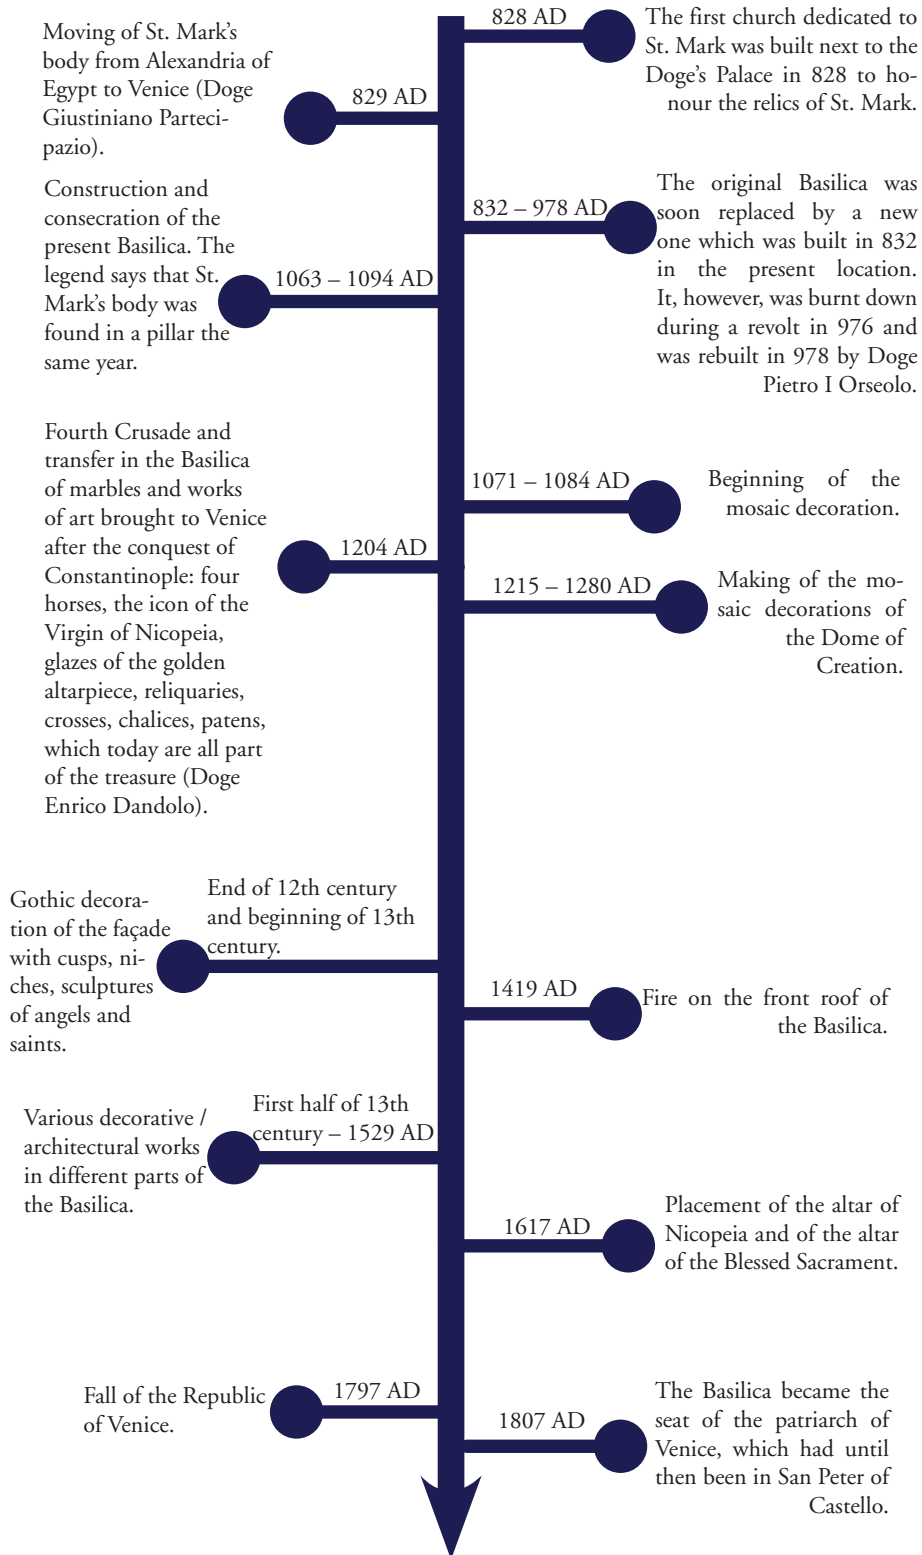 828 AD
The first church dedicated to
St. Mark was built next to the
Doge’s Palace in 828 to ho-
nour the relics of St. Mark.
Moving of St. Mark’s
body from Alexandria of
Egypt to Venice (Doge
Giustiniano Parteci-
pazio).
829 AD
832 – 978 AD
The original Basilica was
soon replaced by a new
one which was built in 832
in the present location.
It, however, was burnt down
during a revolt in 976 and
was rebuilt in 978 by Doge
Pietro I Orseolo.
Construction and
consecration of the
present Basilica. The
legend says that St.
Mark’s body was
found in a pillar the
same year.
1063 – 1094 AD
1071 – 1084 AD
Beginning of the
mosaic decoration.
Fourth Crusade and
transfer in the Basilica
of marbles and works
of art brought to Venice
after the conquest of
Constantinople: four
horses, the icon of the
Virgin of Nicopeia,
glazes of the golden
altarpiece, reliquaries,
crosses, chalices, patens,
which today are all part
of the treasure (Doge
Enrico Dandolo).
1204 AD
1215 – 1280 AD
Making of the mo-
saic decorations of
the Dome of
Creation.
Gothic decora-
tion of the façade
with cusps, ni-
ches, sculptures
of angels and
saints.
End of 12th century
and beginning of 13th
century.
1419 AD
Fire on the front roof of
the Basilica.
Various decorative /
architectural works
in different parts of
the Basilica.
First half of 13th
century – 1529 AD
1617 AD
Placement of the altar of
Nicopeia and of the altar
of the Blessed Sacrament.
Fall of the Republic
of Venice.
1797 AD
1807 AD
The Basilica became the
seat of the patriarch of
Venice, which had until
then been in San Peter of
Castello.